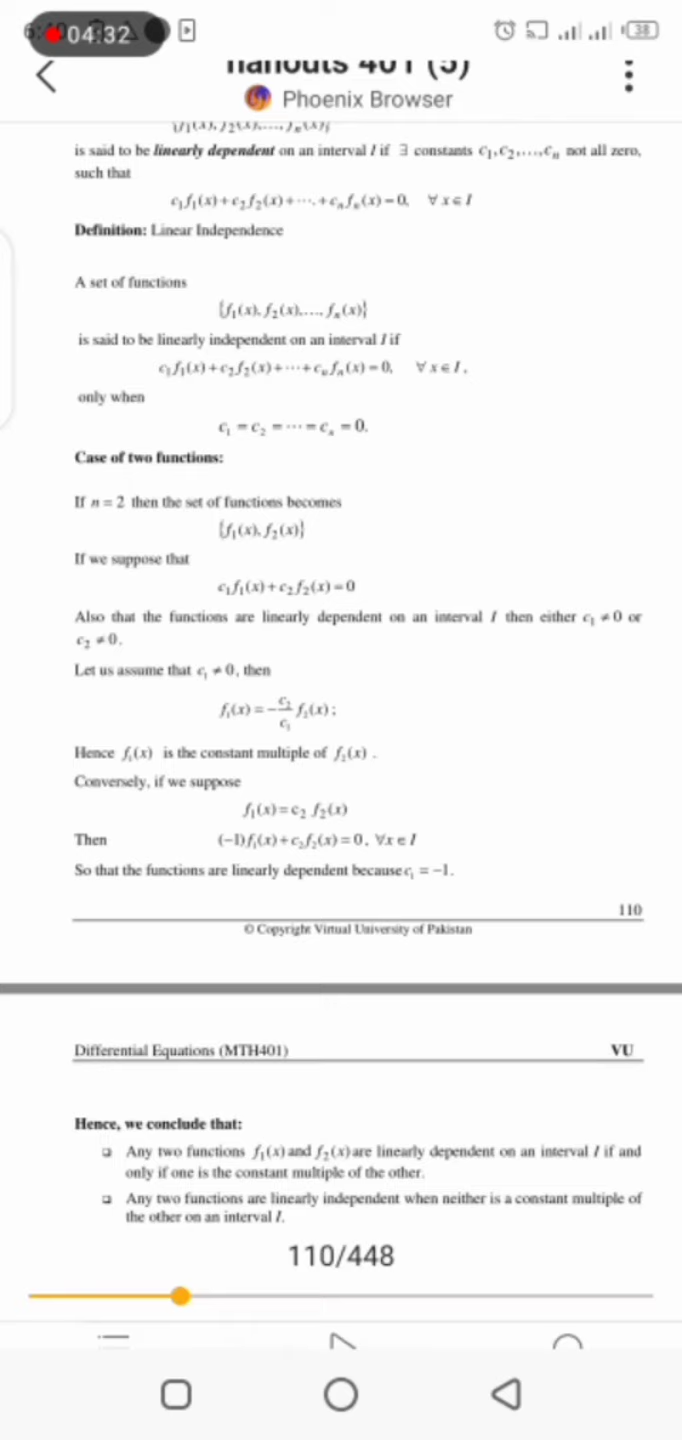 04:32
38
handouts 401 (5)
Phoenix Browser
{f₁(x), f₂(x),...., fₙ(x)}
is said to be linearly dependent on an interval I if ∃ constants c₁,c₂,....,cₙ not all zero,
such that
c₁f₁(x)+c₂f₂(x)+····+cₙfₙ(x)=0, ∀ x∈I
Definition: Linear Independence
A set of functions
{f₁(x), f₂(x),...., fₙ(x)}
is said to be linearly independent on an interval I if
c₁f₁(x)+c₂f₂(x)+···+cₙfₙ(x)=0, ∀ x∈I,
only when
c₁ = c₂ = ··· = cₙ = 0.
Case of two functions:
If n = 2 then the set of functions becomes
{f₁(x), f₂(x)}
If we suppose that
c₁f₁(x)+c₂f₂(x)=0
Also that the functions are linearly dependent on an interval I then either c₁ ≠ 0 or
c₂ ≠ 0.
Let us assume that c₁ ≠ 0, then
f₁(x) = −c₂/c₁ f₂(x);
Hence f₁(x) is the constant multiple of f₂(x) .
Conversely, if we suppose
f₁(x)=c₂ f₂(x)
Then (−1)f₁(x)+c₂f₂(x)=0, ∀x∈I
So that the functions are linearly dependent because c₁ = −1.
110
© Copyright Virtual University of Pakistan
Differential Equations (MTH401) VU
Hence, we conclude that:
❑ Any two functions f₁(x) and f₂(x) are linearly dependent on an interval I if and
only if one is the constant multiple of the other.
❑ Any two functions are linearly independent when neither is a constant multiple of
the other on an interval I.
110/448